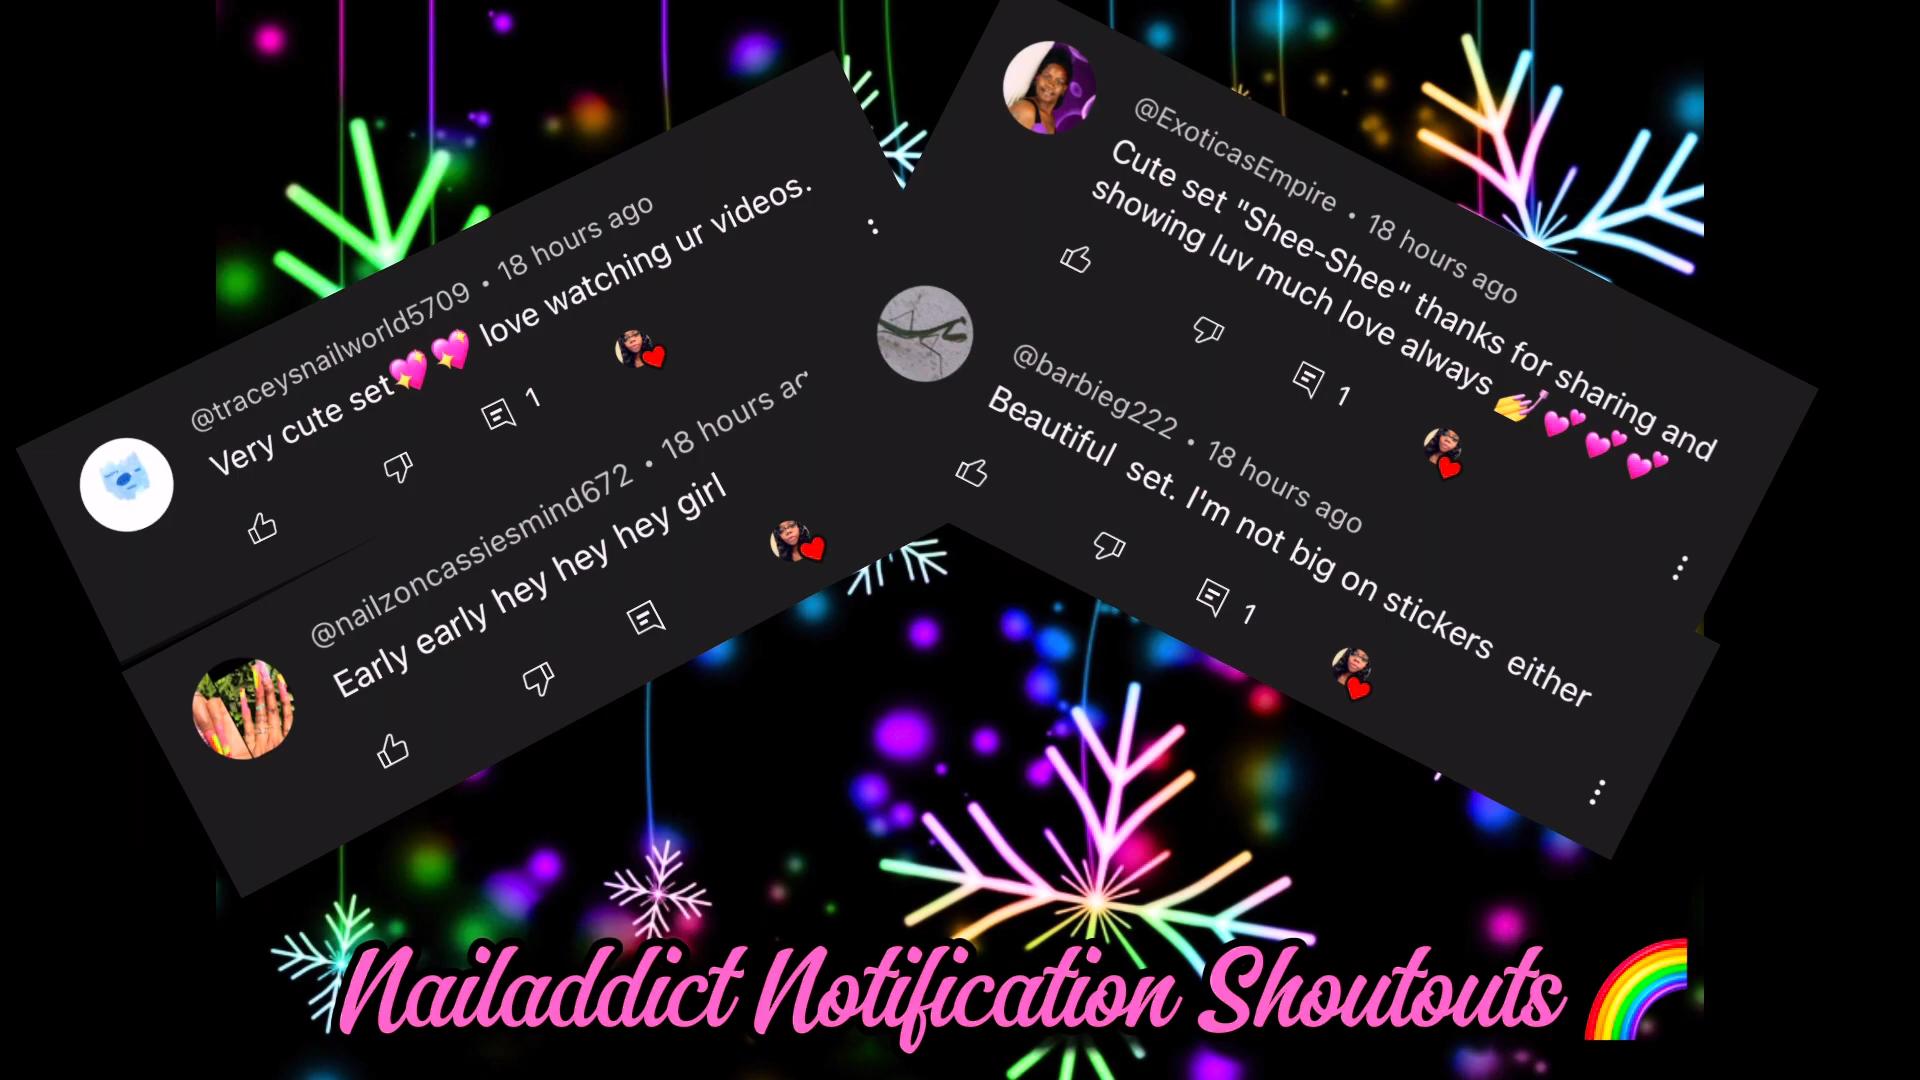 @traceysnailworld5709 • 18 hours ago
Very cute set💖💖 love watching ur videos.
1
@nailzoncassiesmind672 • 18 hours a
Early early hey hey hey girl
@ExoticasEmpire • 18 hours ago
Cute set "Shee-Shee" thanks for sharing and
showing luv much love always 💅💕💕💕
1
@barbieg222 • 18 hours ago
Beautiful set. I'm not big on stickers either
1
Nailaddict Notification Shoutouts 🌈